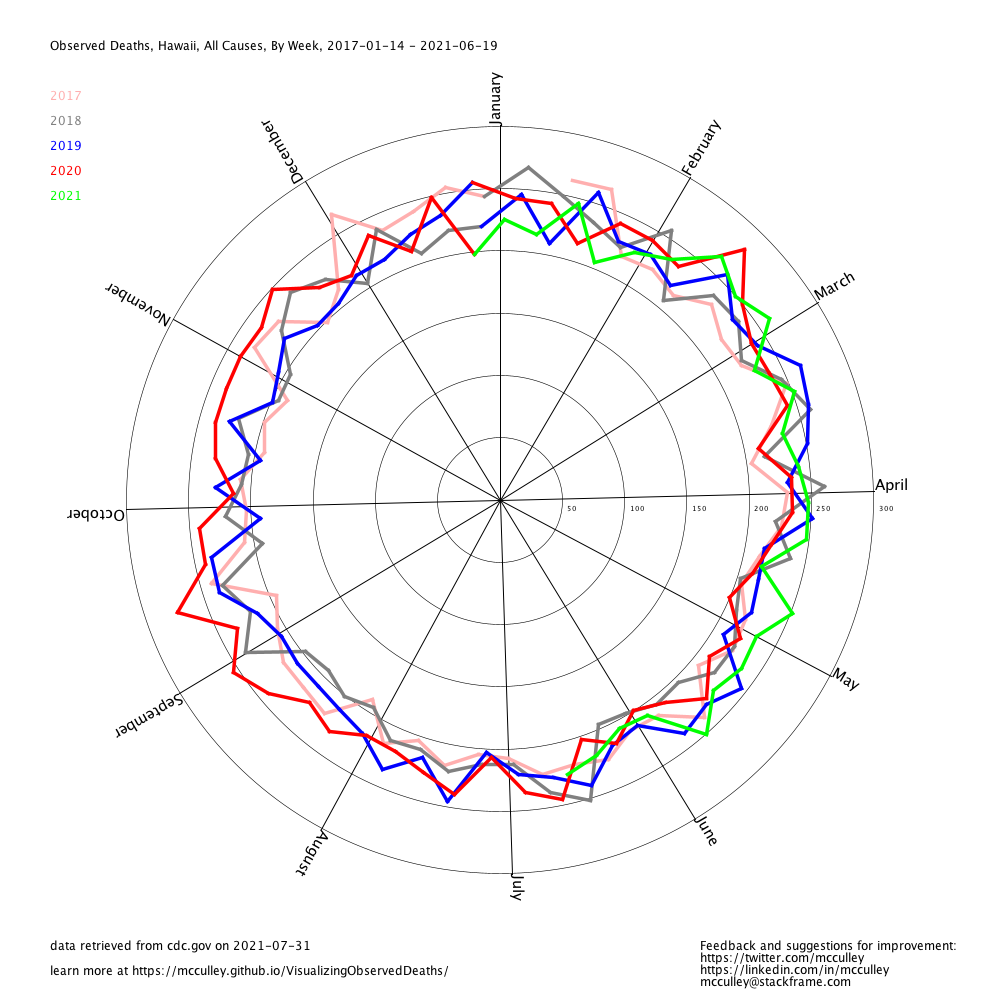 Observed Deaths, Hawaii, All Causes, By Week, 2017-01-14 - 2021-06-19
2017
2018
2019
2020
2021
January
February
March
April
May
June
July
August
September
October
November
December
50
100
150
200
250
300
data retrieved from cdc.gov on 2021-07-31
learn more at https://mcculley.github.io/VisualizingObservedDeaths/
Feedback and suggestions for improvement:
https://twitter.com/mcculley
https://linkedin.com/in/mcculley
mcculley@stackframe.com